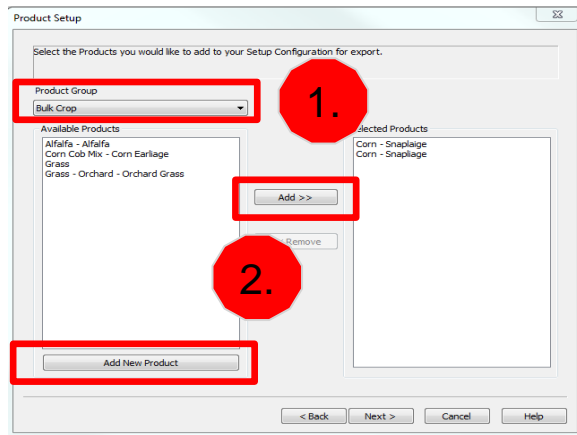 Product Setup
Select the Products you would like to add to your Setup Configuration for export.
Product Group
1.
Bulk Crop
Available Products
Selected Products
Alfalfa - Alfalfa
Corn Cob Mix - Corn Earliage
Grass
Grass - Orchard - Orchard Grass
Corn - Snaplaige
Corn - Snapliage
Add >>
Remove
2.
Add New Product
< Back
Next >
Cancel
Help